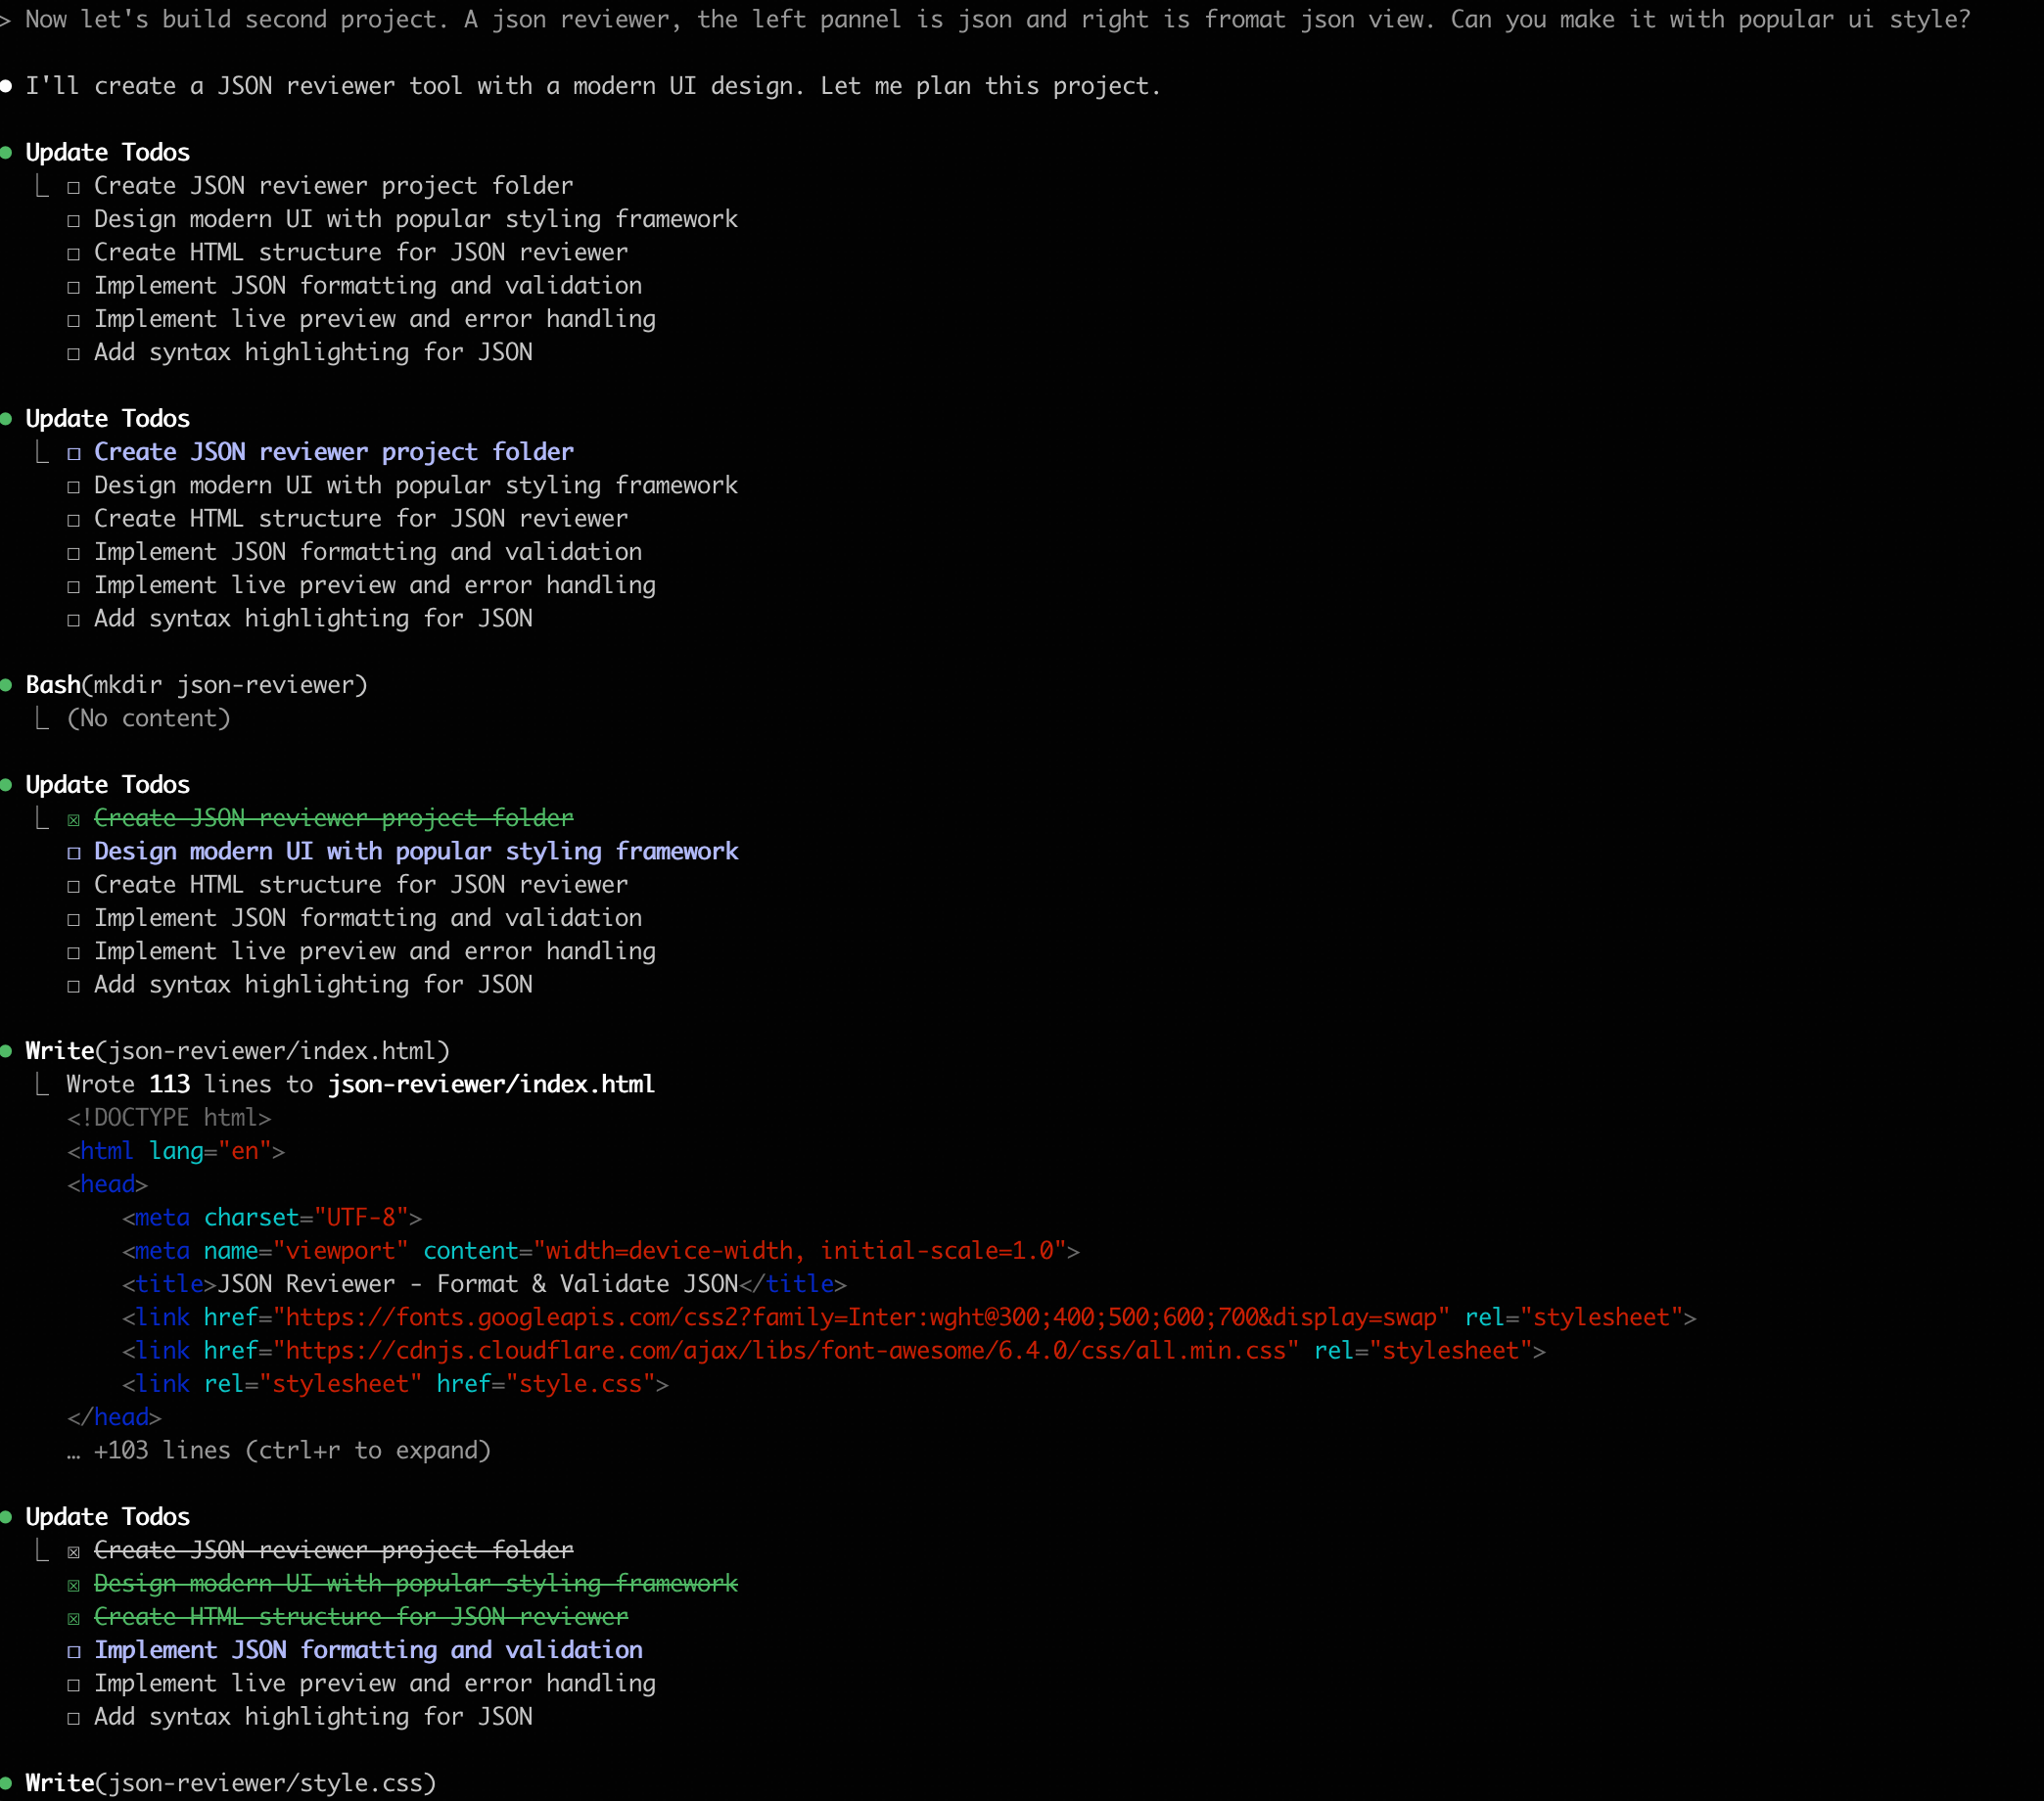 > Now let's build second project. A json reviewer, the left pannel is json and right is fromat json view. Can you make it with popular ui style?
● I'll create a JSON reviewer tool with a modern UI design. Let me plan this project.
● Update Todos
⎿ ☐ Create JSON reviewer project folder
☐ Design modern UI with popular styling framework
☐ Create HTML structure for JSON reviewer
☐ Implement JSON formatting and validation
☐ Implement live preview and error handling
☐ Add syntax highlighting for JSON
● Update Todos
⎿ ☐ Create JSON reviewer project folder
☐ Design modern UI with popular styling framework
☐ Create HTML structure for JSON reviewer
☐ Implement JSON formatting and validation
☐ Implement live preview and error handling
☐ Add syntax highlighting for JSON
● Bash(mkdir json-reviewer)
⎿ (No content)
● Update Todos
⎿ ☒ Create JSON reviewer project folder
☐ Design modern UI with popular styling framework
☐ Create HTML structure for JSON reviewer
☐ Implement JSON formatting and validation
☐ Implement live preview and error handling
☐ Add syntax highlighting for JSON
● Write(json-reviewer/index.html)
⎿ Wrote 113 lines to json-reviewer/index.html
<!DOCTYPE html>
<html lang="en">
<head>
<meta charset="UTF-8">
<meta name="viewport" content="width=device-width, initial-scale=1.0">
<title>JSON Reviewer - Format & Validate JSON</title>
<link href="https://fonts.googleapis.com/css2?family=Inter:wght@300;400;500;600;700&display=swap" rel="stylesheet">
<link href="https://cdnjs.cloudflare.com/ajax/libs/font-awesome/6.4.0/css/all.min.css" rel="stylesheet">
<link rel="stylesheet" href="style.css">
</head>
… +103 lines (ctrl+r to expand)
● Update Todos
⎿ ☒ Create JSON reviewer project folder
☒ Design modern UI with popular styling framework
☒ Create HTML structure for JSON reviewer
☐ Implement JSON formatting and validation
☐ Implement live preview and error handling
☐ Add syntax highlighting for JSON
● Write(json-reviewer/style.css)